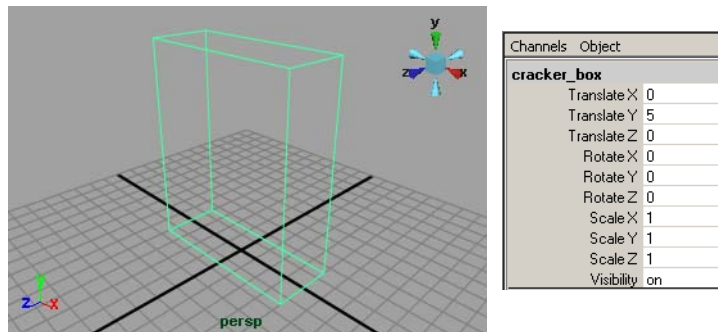 y
z x
y
z x
persp
Channels Object
cracker_box
Translate X 0
Translate Y 5
Translate Z 0
Rotate X 0
Rotate Y 0
Rotate Z 0
Scale X 1
Scale Y 1
Scale Z 1
Visibility on